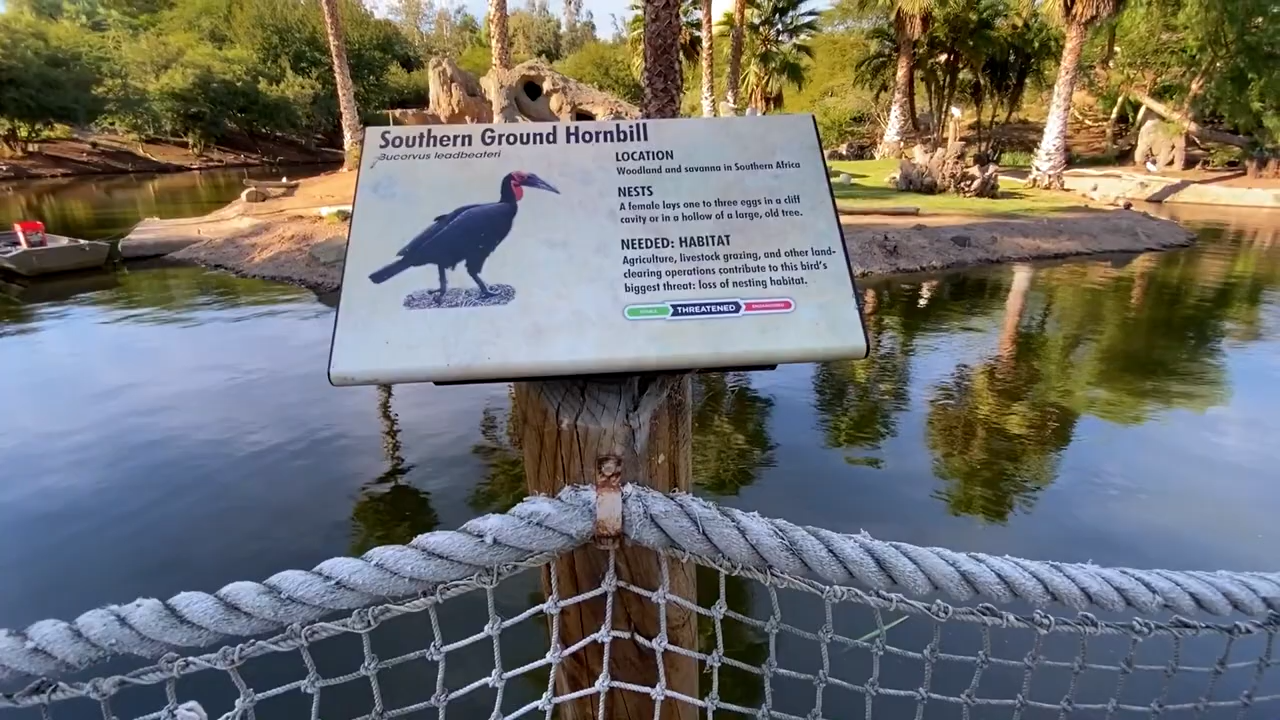 Southern Ground Hornbill
Bucorvus leadbeateri
LOCATION
Woodland and savanna in Southern Africa
NESTS
A female lays one to three eggs in a cliff
cavity or in a hollow of a large, old tree.
NEEDED: HABITAT
Agriculture, livestock grazing, and other land-
clearing operations contribute to this bird's
biggest threat: loss of nesting habitat.
STABLE THREATENED ENDANGERED